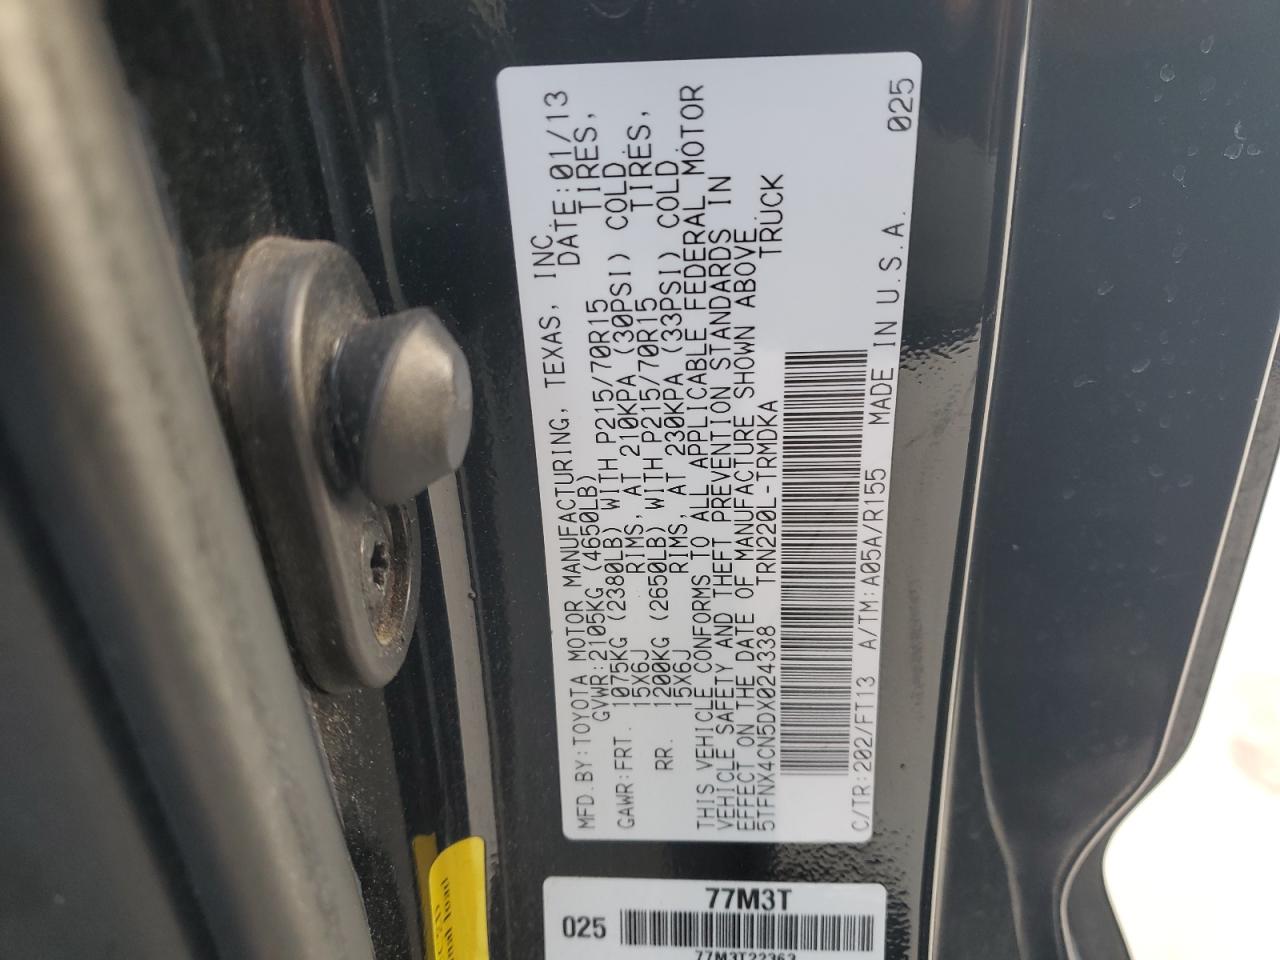 MFD.BY:TOYOTA MOTOR MANUFACTURING, TEXAS, INC.
GVWR:2105KG (4650LB) DATE:01/13
GAWR:FRT. 1075KG (2380LB) WITH P215/70R15 TIRES,
15X6J RIMS, AT 210KPA (30PSI) COLD
RR. 1200KG (2650LB) WITH P215/70R15 TIRES,
15X6J RIMS, AT 230KPA (33PSI) COLD
THIS VEHICLE CONFORMS TO ALL APPLICABLE FEDERAL MOTOR
VEHICLE SAFETY AND THEFT PREVENTION STANDARDS IN
EFFECT ON THE DATE OF MANUFACTURE SHOWN ABOVE.
5TFNX4CN5DX024338 TRN220L-TRMDKA TRUCK
C/TR:202/FT13 A/TM:A05A/R155 MADE IN U.S.A. 025
77M3T
025
77M3T22363